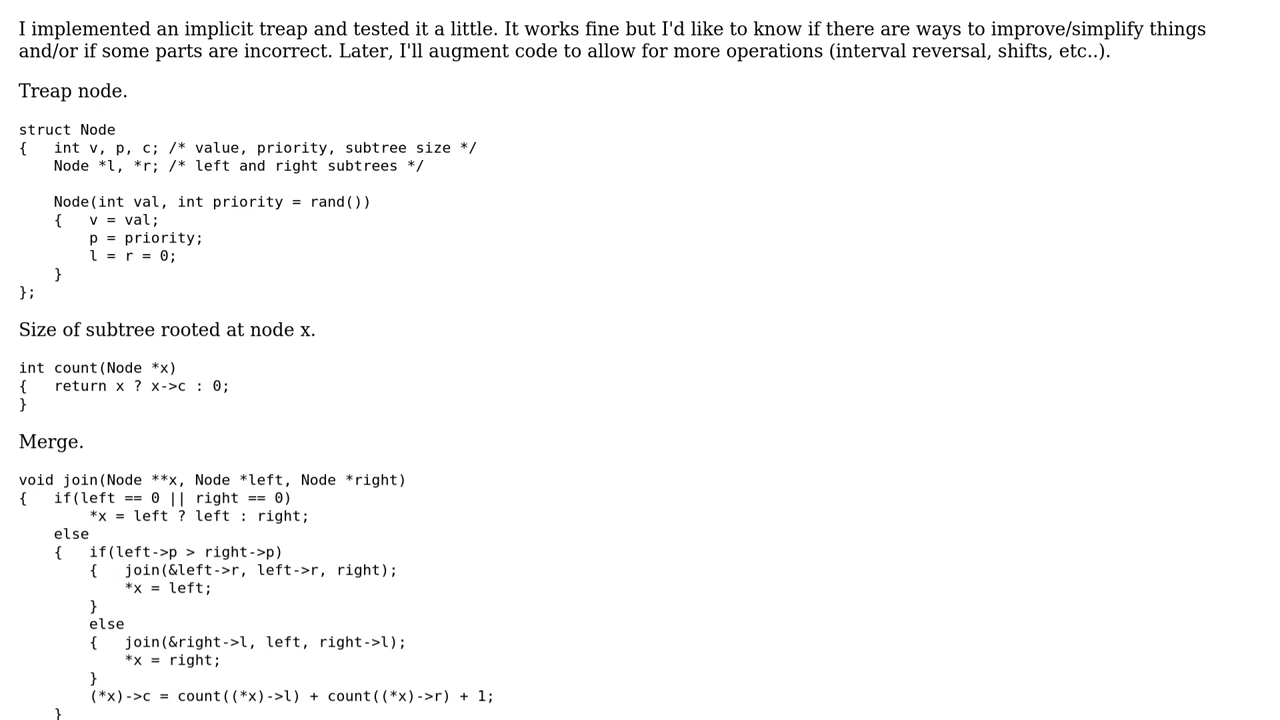 I implemented an implicit treap and tested it a little. It works fine but I'd like to know if there are ways to improve/simplify things
and/or if some parts are incorrect. Later, I'll augment code to allow for more operations (interval reversal, shifts, etc..).
Treap node.
struct Node
{   int v, p, c; /* value, priority, subtree size */
    Node *l, *r; /* left and right subtrees */
    Node(int val, int priority = rand())
    {   v = val;
        p = priority;
        l = r = 0;
    }
};
Size of subtree rooted at node x.
int count(Node *x)
{   return x ? x->c : 0;
}
Merge.
void join(Node **x, Node *left, Node *right)
{   if(left == 0 || right == 0)
        *x = left ? left : right;
    else
    {   if(left->p > right->p)
        {   join(&left->r, left->r, right);
            *x = left;
        }
        else
        {   join(&right->l, left, right->l);
            *x = right;
        }
        (*x)->c = count((*x)->l) + count((*x)->r) + 1;
    }